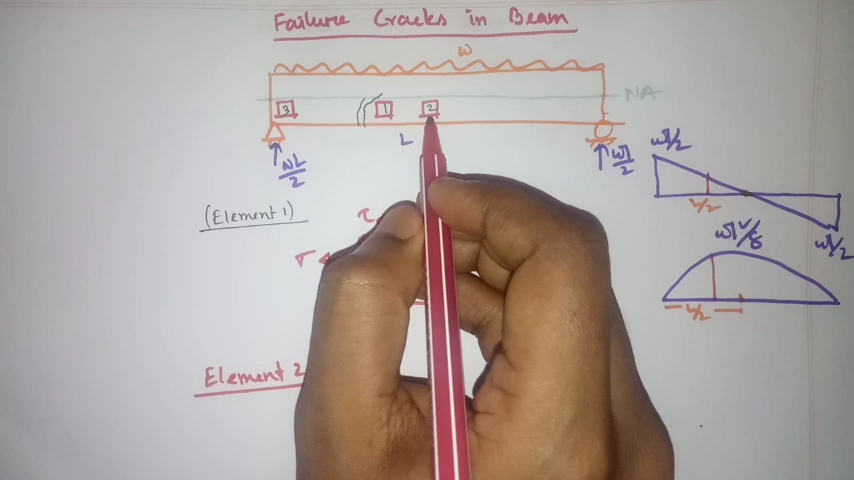 Failure Cracks in Beam
w
NA
3
1
2
L
wL/2
wL/2
wl/2
L/2
wl/2
wl²/8
L/2
(Element 1)
τ
σ
Element 2